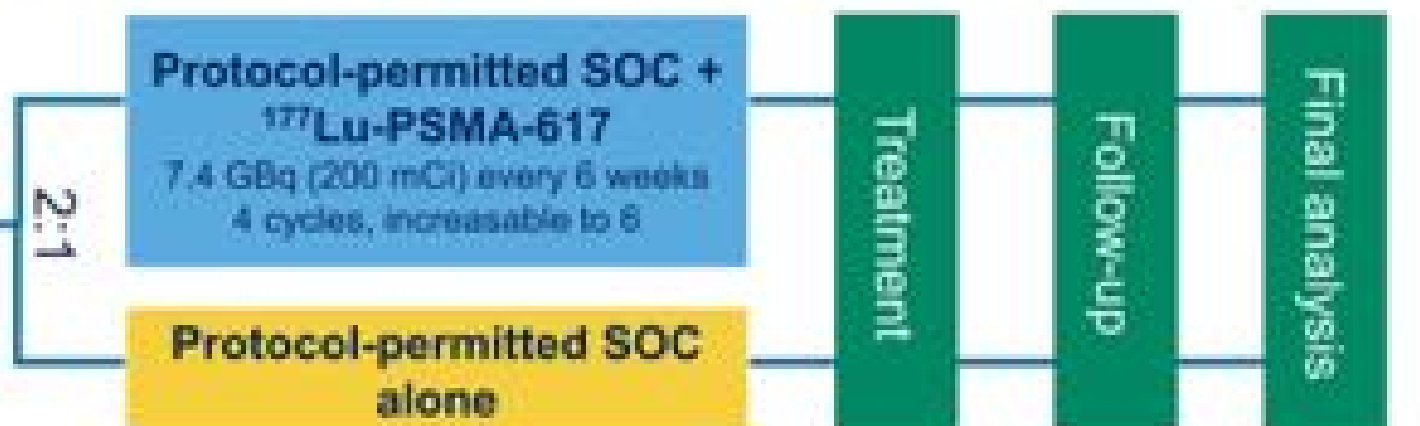 2:1
Protocol-permitted SOC +
¹⁷⁷Lu-PSMA-617
7.4 GBq (200 mCi) every 6 weeks
4 cycles, increasable to 6
Protocol-permitted SOC
alone
Treatment
Follow-up
Final analysis